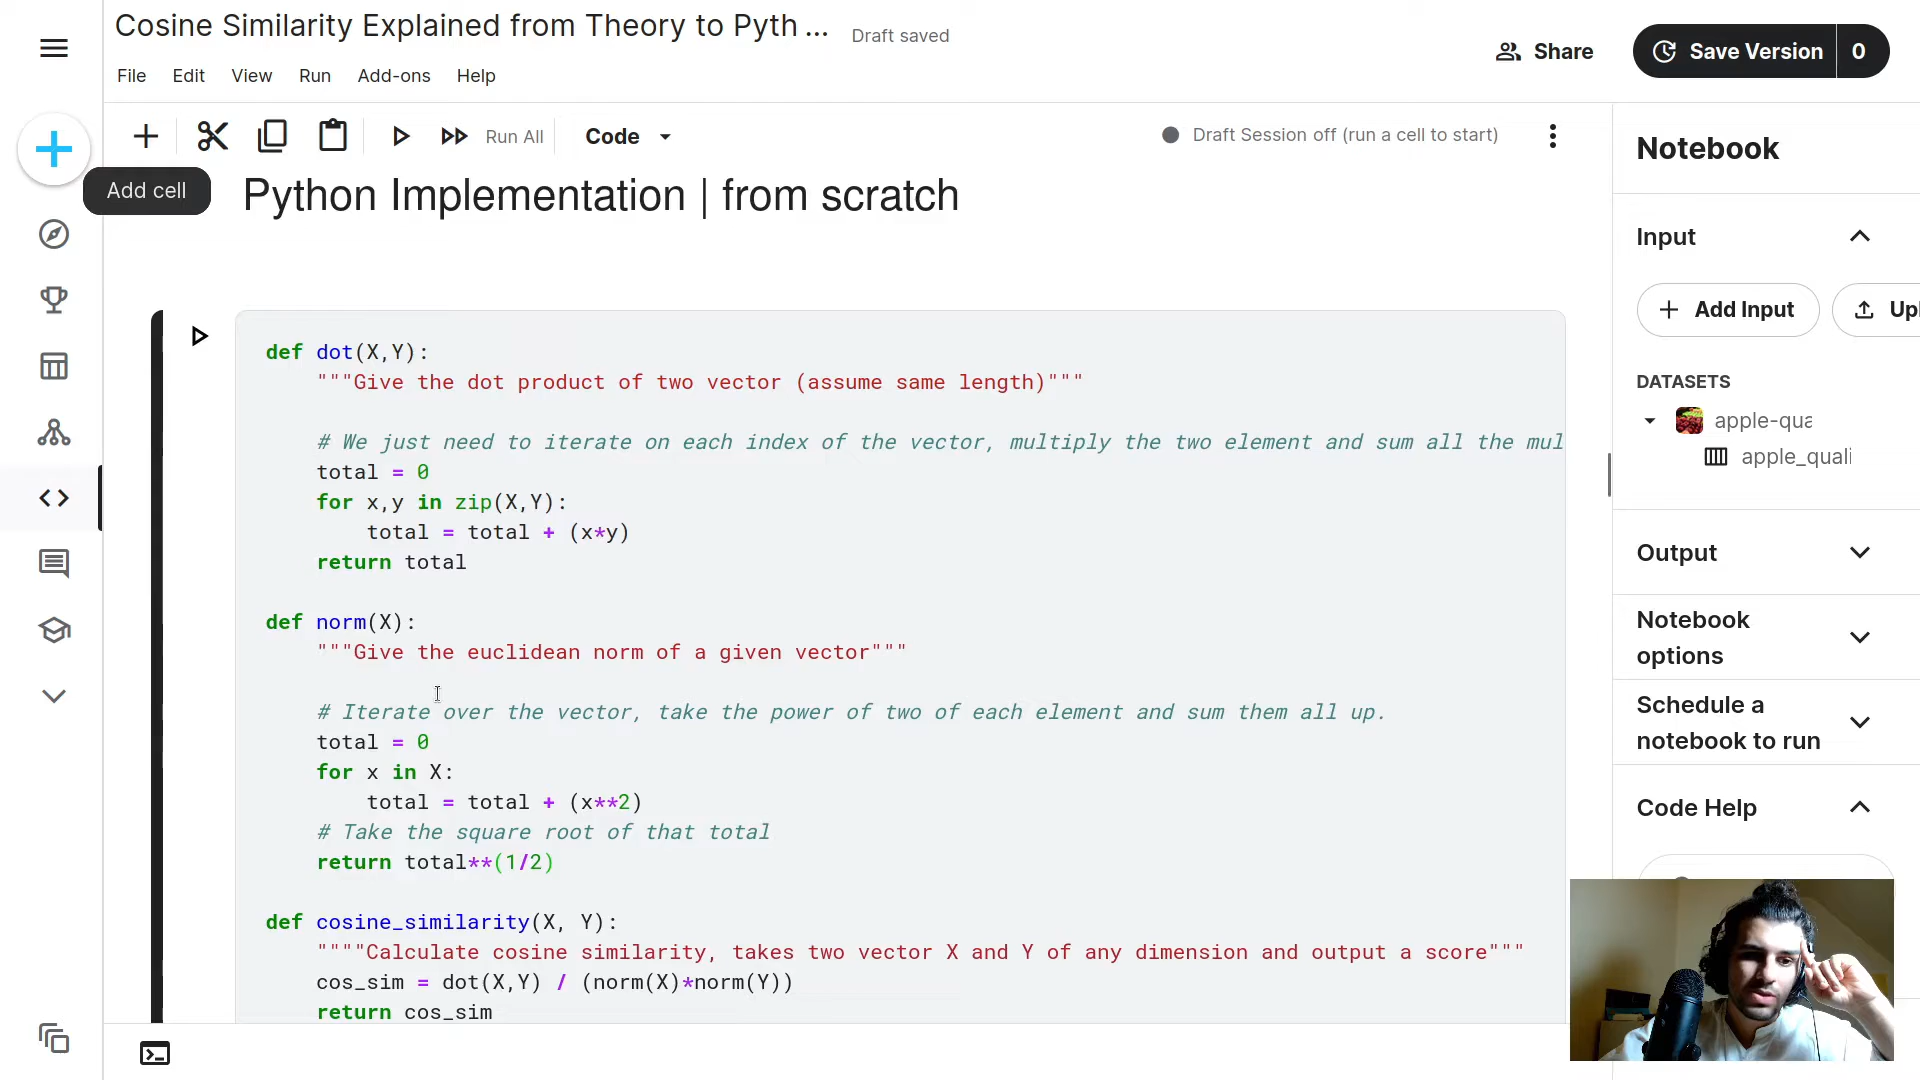 Cosine Similarity Explained from Theory to Pyth ...
Draft saved
File Edit View Run Add-ons Help
Share
Save Version 0
Run All
Code
Draft Session off (run a cell to start)
Add cell
Python Implementation | from scratch
def dot(X,Y):
    """Give the dot product of two vector (assume same length)"""
    # We just need to iterate on each index of the vector, multiply the two element and sum all the mul
    total = 0
    for x,y in zip(X,Y):
        total = total + (x*y)
    return total
def norm(X):
    """Give the euclidean norm of a given vector"""
    # Iterate over the vector, take the power of two of each element and sum them all up.
    total = 0
    for x in X:
        total = total + (x**2)
    # Take the square root of that total
    return total**(1/2)
def cosine_similarity(X, Y):
    """"Calculate cosine similarity, takes two vector X and Y of any dimension and output a score"""
    cos_sim = dot(X,Y) / (norm(X)*norm(Y))
    return cos_sim
Notebook
Input
Add Input
Upl
DATASETS
apple-qua
apple_quali
Output
Notebook
options
Schedule a
notebook to run
Code Help